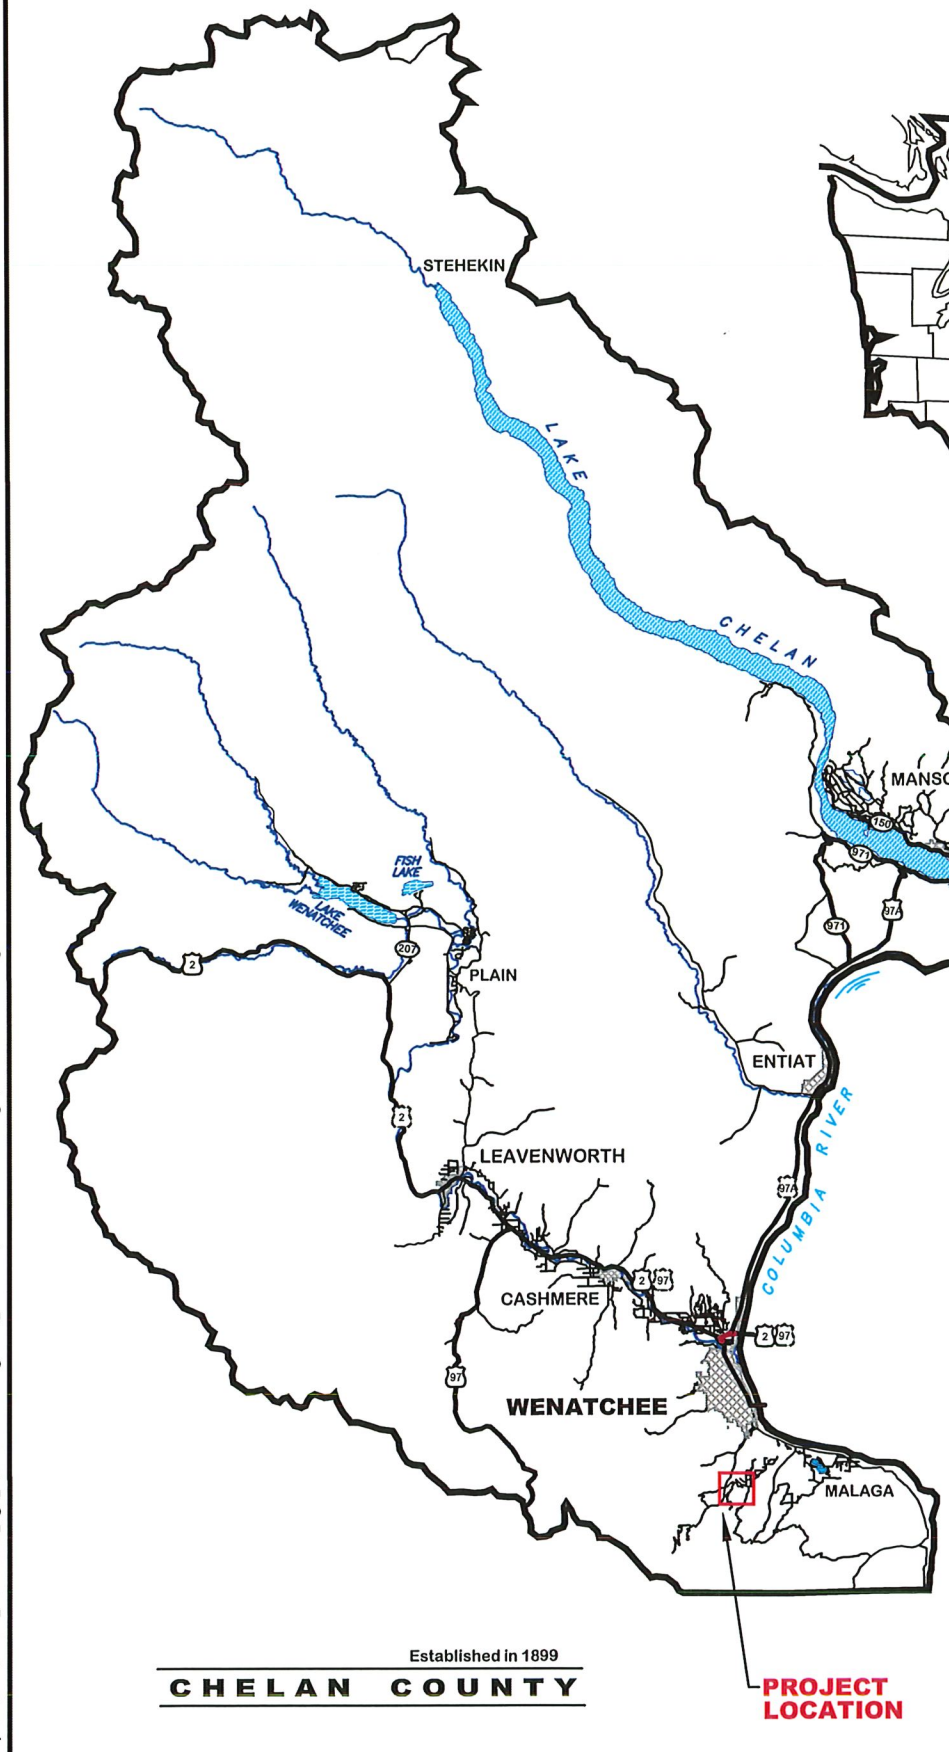 STEHEKIN
LAKE
CHELAN
150
971
971
97A
FISH
LAKE
LAKE
WENATCHEE
207
2
PLAIN
ENTIAT
2
LEAVENWORTH
97A
COLUMBIA RIVER
CASHMERE
2 97
2 97
97
WENATCHEE
MALAGA
Established in 1899
CHELAN COUNTY
PROJECT
LOCATION